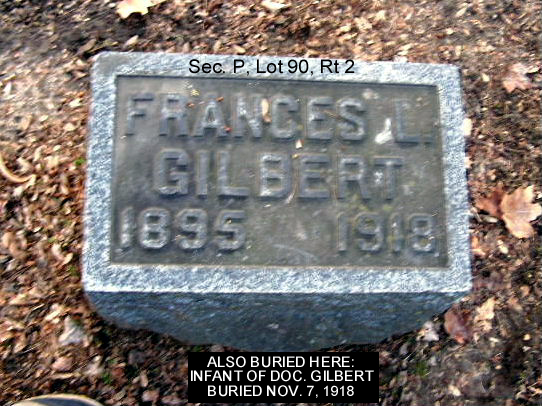 Sec. P, Lot 90, Rt 2
FRANCES L.
GILBERT
1895 1918
ALSO BURIED HERE:
INFANT OF DOC. GILBERT
BURIED NOV. 7, 1918